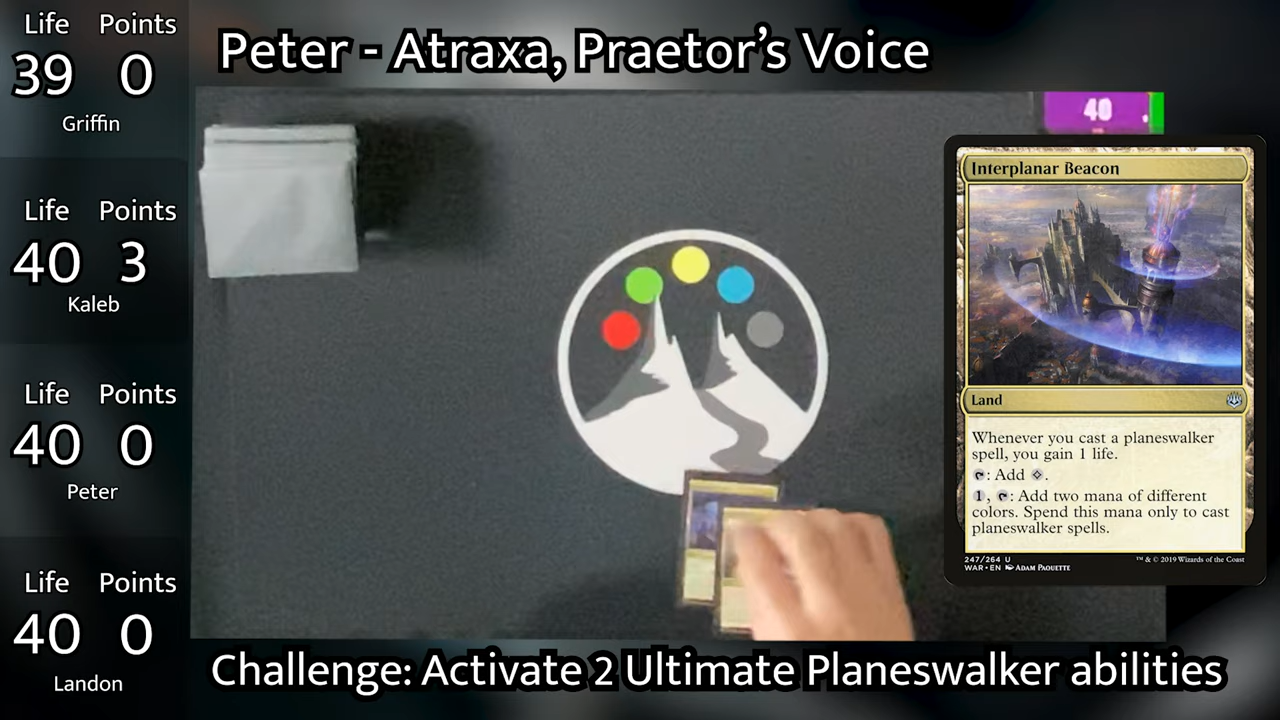 Life Points
39 0
Griffin
Life Points
40 3
Kaleb
Life Points
40 0
Peter
Life Points
40 0
Landon
Peter - Atraxa, Praetor's Voice
40
Interplanar Beacon
Land
Whenever you cast a planeswalker
spell, you gain 1 life.
: Add .
1, : Add two mana of different
colors. Spend this mana only to cast
planeswalker spells.
247/264 U
WAR • EN ADAM PAQUETTE
™ & © 2019 Wizards of the Coast
Challenge: Activate 2 Ultimate Planeswalker abilities